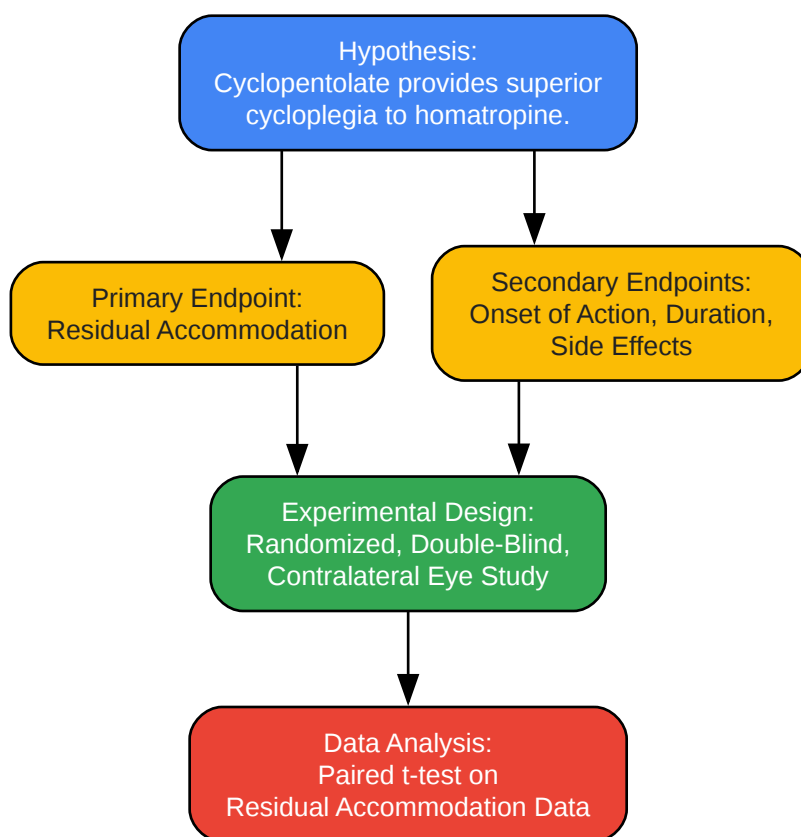 Hypothesis:
Cyclopentolate provides superior
cycloplegia to homatropine.
Primary Endpoint:
Residual Accommodation
Secondary Endpoints:
Onset of Action, Duration,
Side Effects
Experimental Design:
Randomized, Double-Blind,
Contralateral Eye Study
Data Analysis:
Paired t-test on
Residual Accommodation Data